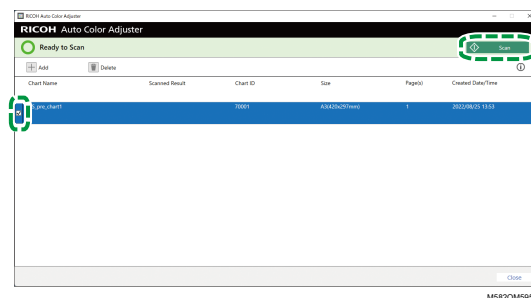 RICOH Auto Color Adjuster
RICOH Auto Color Adjuster
Ready to Scan
Scan
Add
Delete
Chart Name Scanned Result Chart ID Size Page(s) Created Date/Time
70001 A3(420x297mm) 1 2022/08/25 13:53
Close